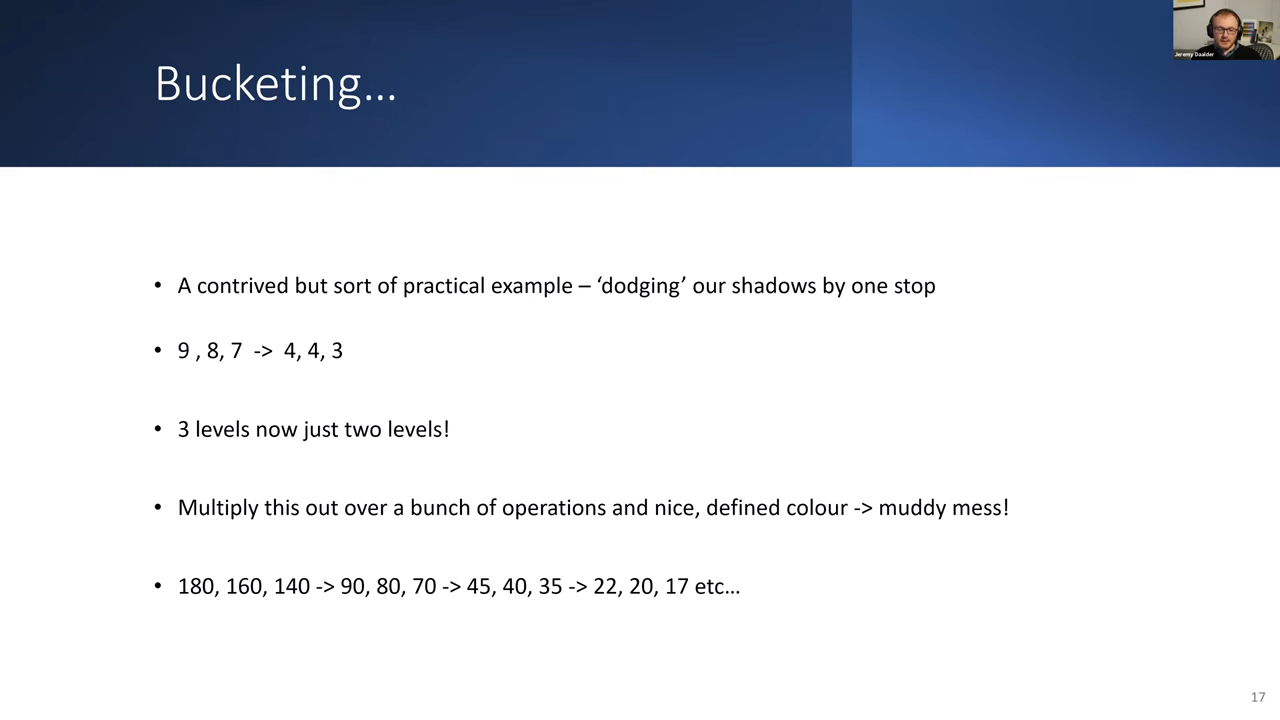 Bucketing...
Jeremy Daalder
• A contrived but sort of practical example – ‘dodging’ our shadows by one stop
• 9 , 8, 7 -> 4, 4, 3
• 3 levels now just two levels!
• Multiply this out over a bunch of operations and nice, defined colour -> muddy mess!
• 180, 160, 140 -> 90, 80, 70 -> 45, 40, 35 -> 22, 20, 17 etc...
17